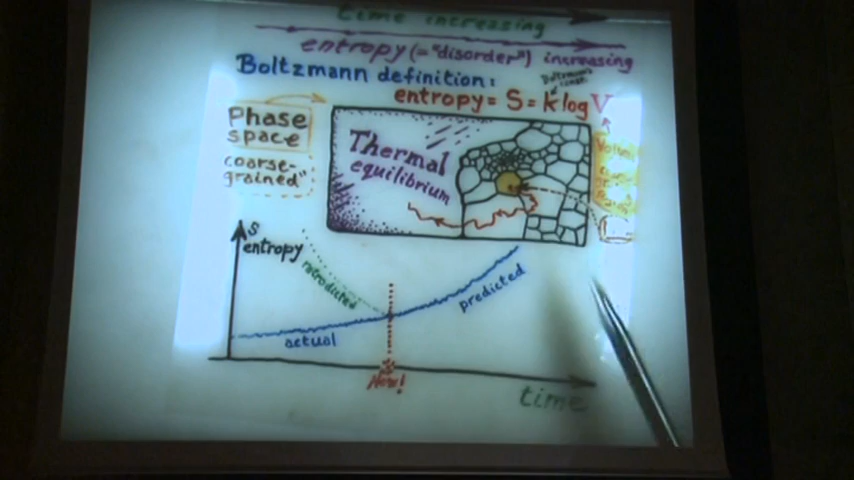 time increasing
entropy (= "disorder") increasing
Boltzmann definition:
Boltzmann's
entropy = S = k log V
Phase
space
coarse-
grained"
Thermal
equilibrium
S
entropy
retrodicted
actual
predicted
Now!
time